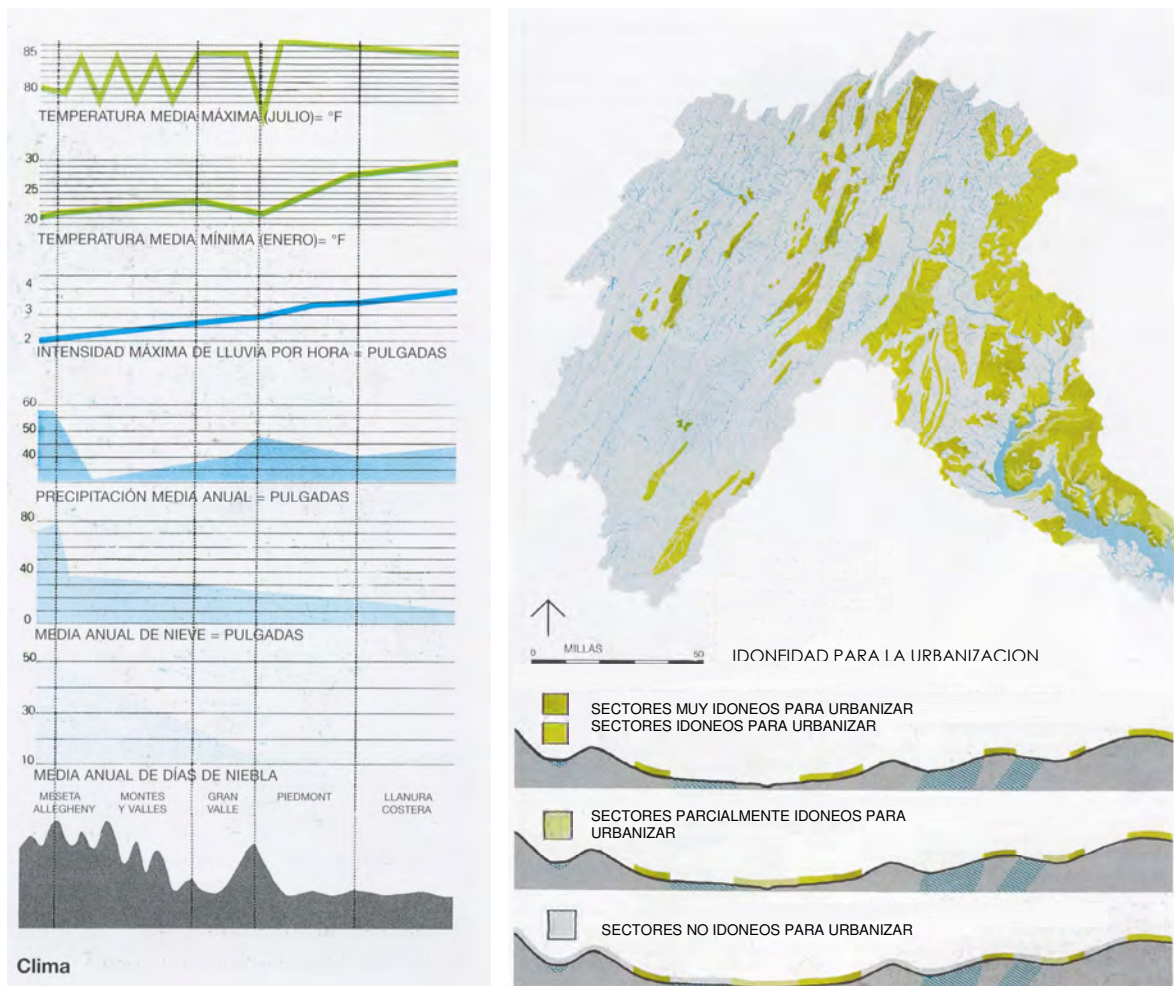 85
80
TEMPERATURA MEDIA MÁXIMA (JULIO)= °F
30
25
20
TEMPERATURA MEDIA MÍNIMA (ENERO)= °F
4
3
2
INTENSIDAD MÁXIMA DE LLUVIA POR HORA = PULGADAS
60
50
40
PRECIPITACIÓN MEDIA ANUAL = PULGADAS
80
40
0
MEDIA ANUAL DE NIEVE = PULGADAS
50
30
10
MEDIA ANUAL DE DÍAS DE NIEBLA
MESETA
ALLEGHENY
MONTES
Y VALLES
GRAN
VALLE
PIEDMONT
LLANURA
COSTERA
Clima
0 MILLAS 50
IDONEIDAD PARA LA URBANIZACION
SECTORES MUY IDONEOS PARA URBANIZAR
SECTORES IDONEOS PARA URBANIZAR
SECTORES PARCIALMENTE IDONEOS PARA
URBANIZAR
SECTORES NO IDONEOS PARA URBANIZAR